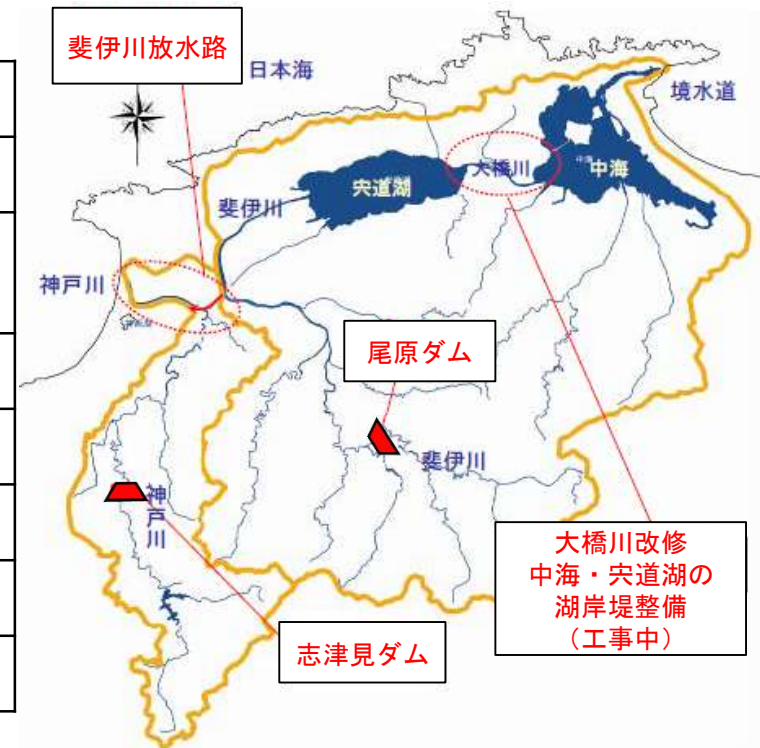 斐伊川放水路
日本海
境水道
大橋川
中海
宍道湖
斐伊川
神戸川
尾原ダム
斐伊川
神戸川
大橋川改修
中海・宍道湖の
湖岸堤整備
(工事中)
志津見ダム